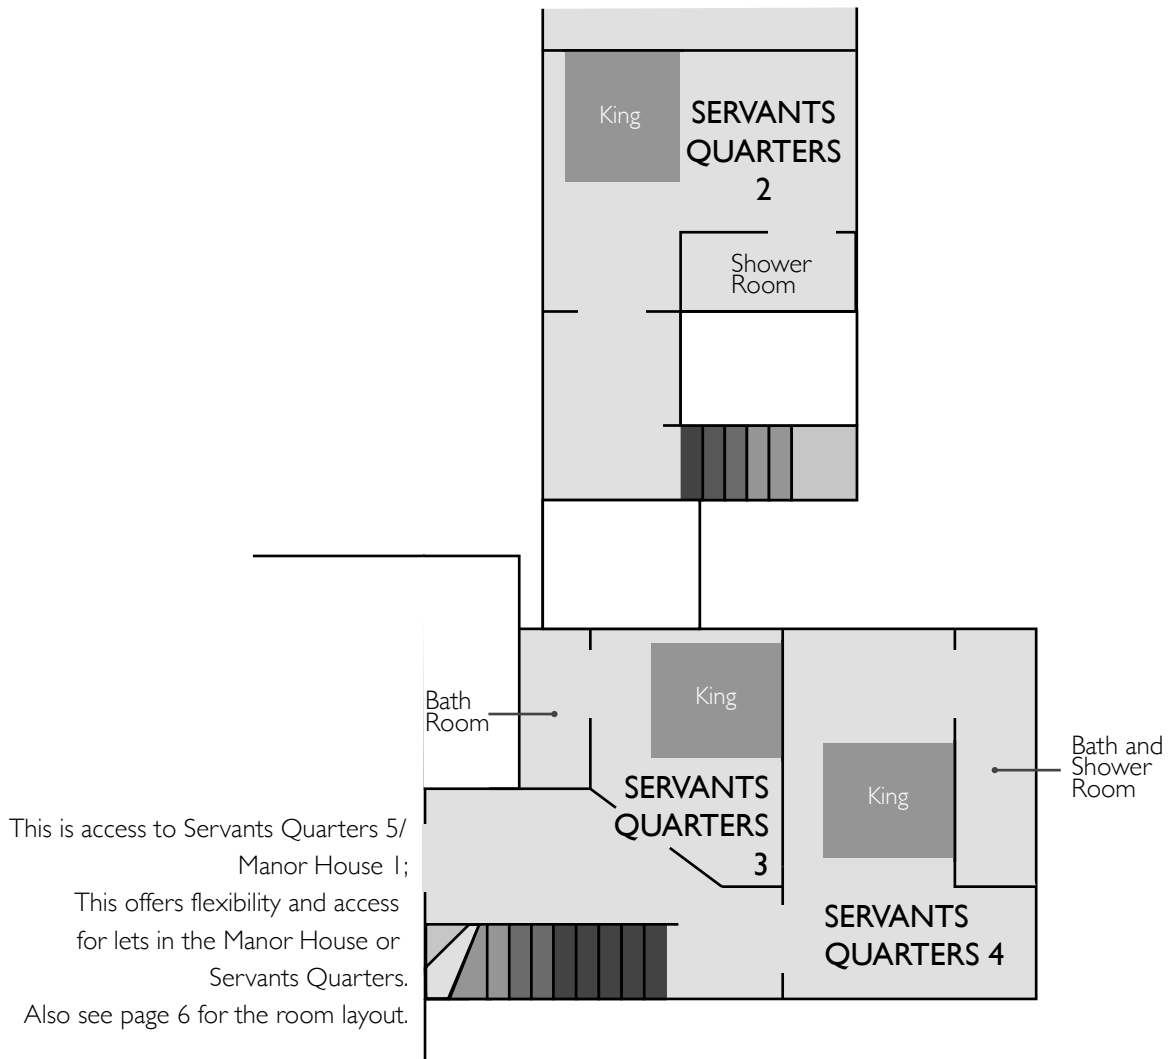 King
SERVANTS
QUARTERS
2
Shower
Room
Bath
Room
King
SERVANTS
QUARTERS
3
King
Bath and
Shower
Room
SERVANTS
QUARTERS 4
This is access to Servants Quarters 5/
Manor House 1;
This offers flexibility and access
for lets in the Manor House or
Servants Quarters.
Also see page 6 for the room layout.